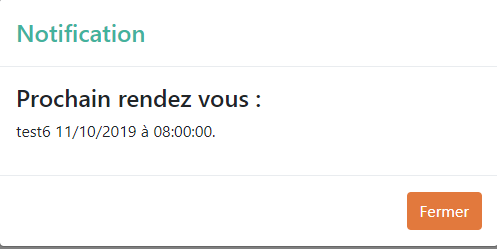 Notification
Prochain rendez vous :
test6 11/10/2019 à 08:00:00.
Fermer